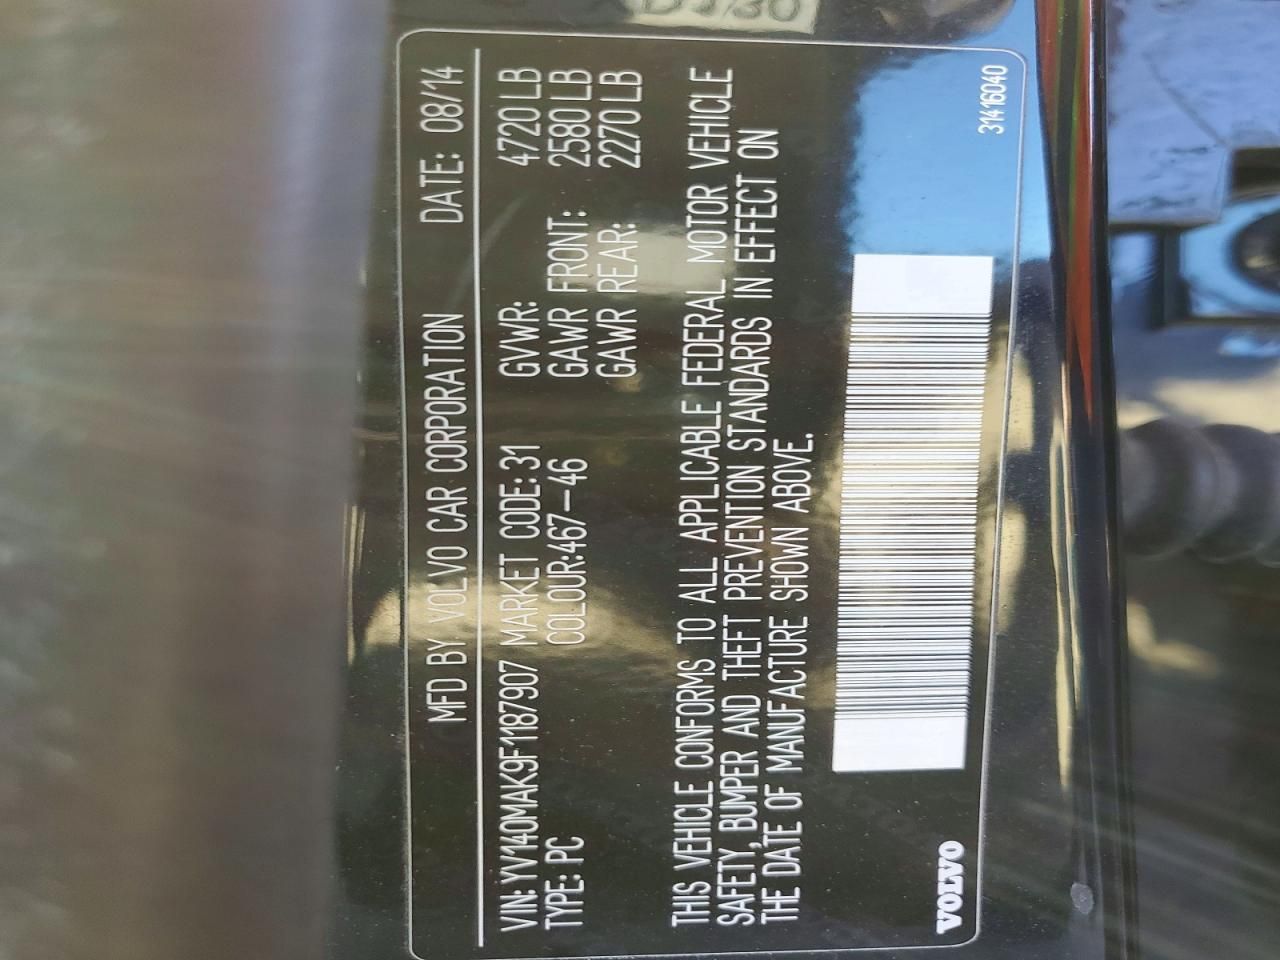 MFD BY VOLVO CAR CORPORATION DATE: 08/14
VIN: YV140MAK9F1187907 MARKET CODE: 31 GVWR: 4720 LB
TYPE: PC COLOUR:467-46 GAWR FRONT: 2580 LB
GAWR REAR: 2270 LB
THIS VEHICLE CONFORMS TO ALL APPLICABLE FEDERAL MOTOR VEHICLE
SAFETY, BUMPER AND THEFT PREVENTION STANDARDS IN EFFECT ON
THE DATE OF MANUFACTURE SHOWN ABOVE.
VOLVO 31416040